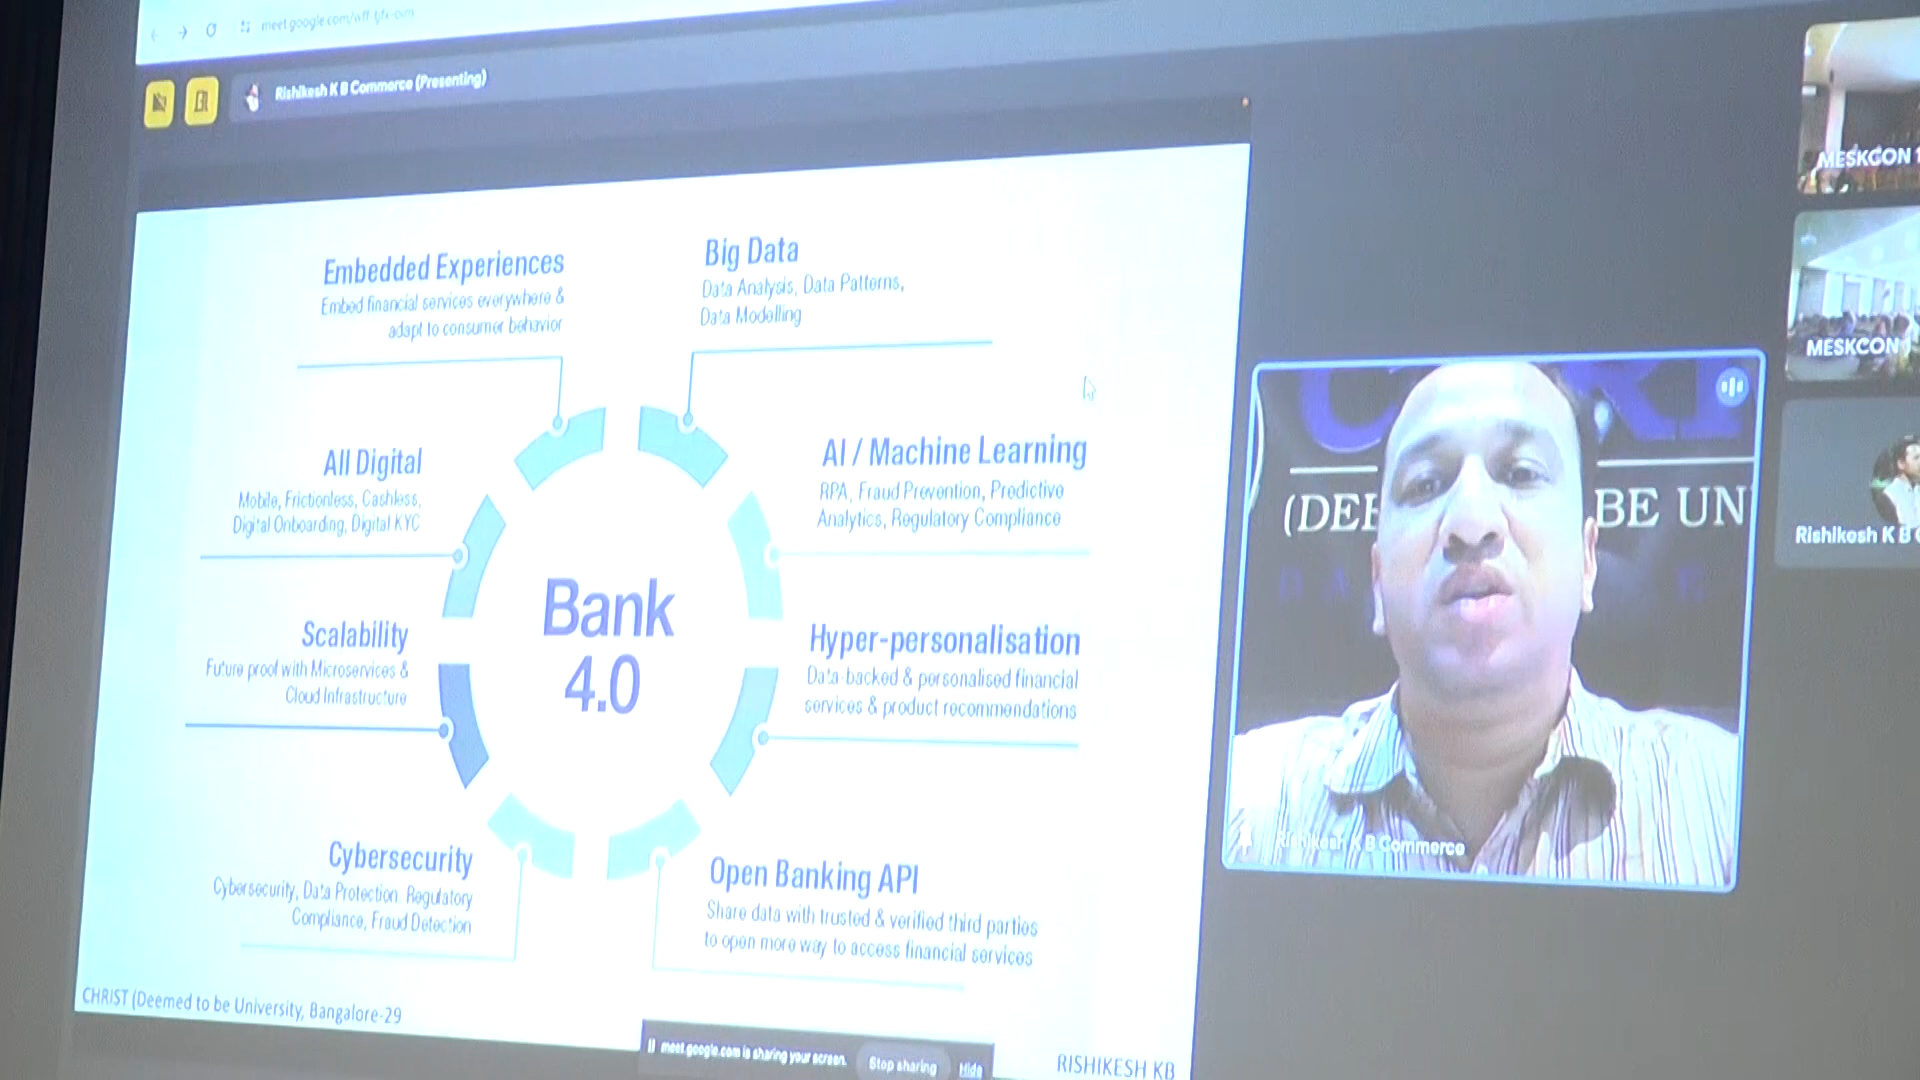 meet.google.com/wff-
Rishikesh K B Commerce (Presenting)
Embedded Experiences
Embed financial services everywhere &
adapt to consumer behavior
Big Data
Data Analysis, Data Patterns,
Data Modelling
All Digital
Mobile, Frictionless, Cashless,
Digital Onboarding, Digital KYC
AI / Machine Learning
RPA, Fraud Prevention, Predictive
Analytics, Regulatory Compliance
Scalability
Future proof with Microservices &
Cloud Infrastructure
Bank
4.0
Hyper-personalisation
Data-backed & personalised financial
services & product recommendations
Cybersecurity
Cybersecurity, Data Protection. Regulatory
Compliance, Fraud Detection
Open Banking API
Share data with trusted & verified third parties
to open more way to access financial services
CHRIST (Deemed to be University, Bangalore-29
RISHIKESH KB
meet.google.com is sharing your screen.
Stop sharing
Hide
MESKCON 1
MESKCON
Rishikesh K B
BE UN
Rishikesh K B Commerce